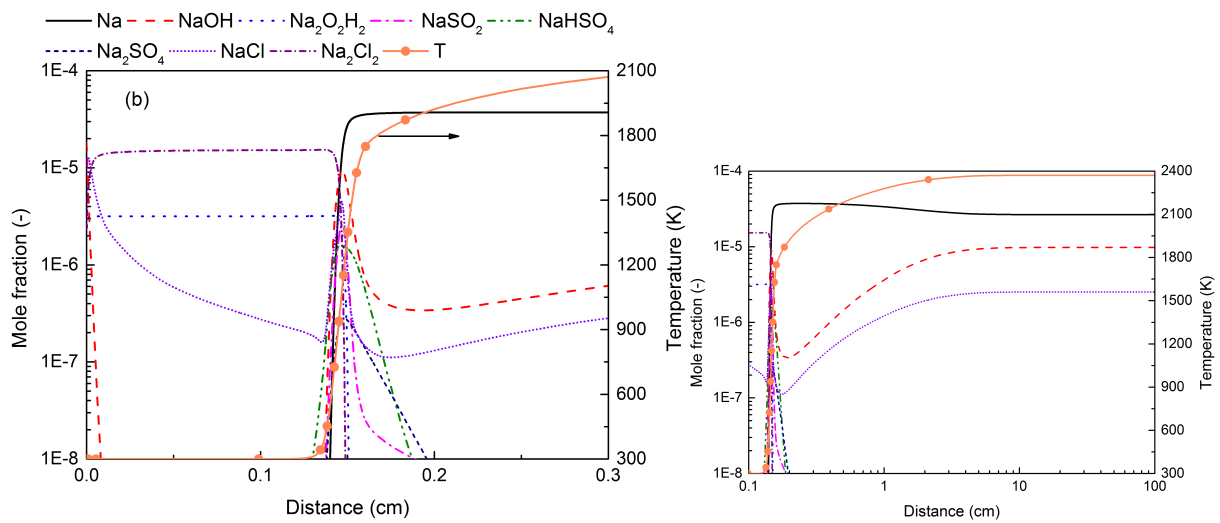 Na NaOH Na₂O₂H₂ NaSO₂ NaHSO₄
Na₂SO₄ NaCl Na₂Cl₂ T
(b)
1E-4
1E-5
1E-6
1E-7
1E-8
Mole fraction (-)
0.0 0.1 0.2 0.3
Distance (cm)
2100
1800
1500
1200
900
600
300
Temperature (K)
1E-4
1E-5
1E-6
1E-7
1E-8
Mole fraction (-)
0.1 1 10 100
Distance (cm)
2400
2100
1800
1500
1200
900
600
300
Temperature (K)